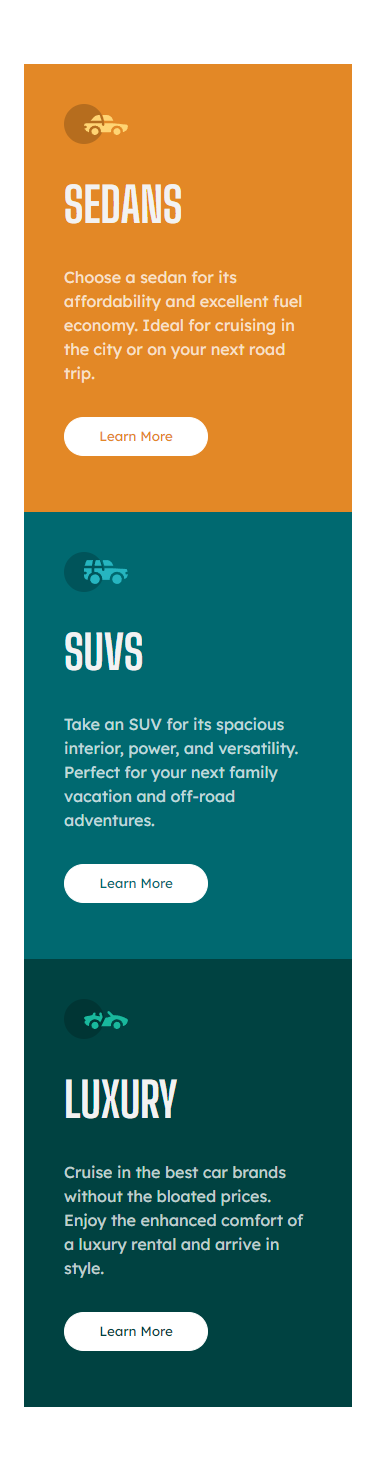 SEDANS
Choose a sedan for its
affordability and excellent fuel
economy. Ideal for cruising in
the city or on your next road
trip.
Learn More
SUVS
Take an SUV for its spacious
interior, power, and versatility.
Perfect for your next family
vacation and off-road
adventures.
Learn More
LUXURY
Cruise in the best car brands
without the bloated prices.
Enjoy the enhanced comfort of
a luxury rental and arrive in
style.
Learn More